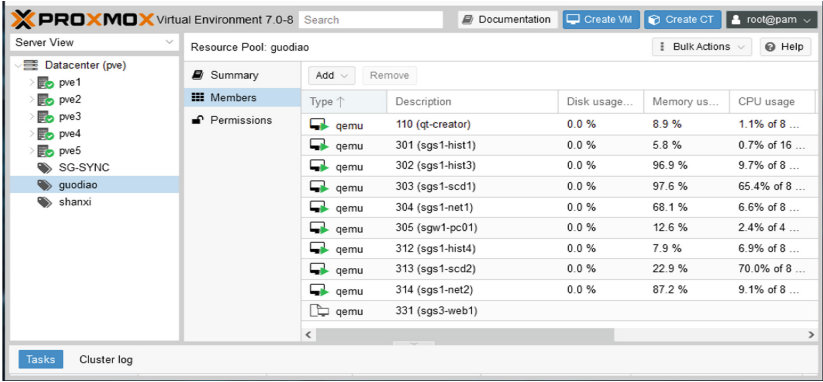 PROXMOX Virtual Environment 7.0-8 Search Documentation Create VM Create CT root@pam
Server View
Datacenter (pve)
pve1
pve2
pve3
pve4
pve5
SG-SYNC
guodiao
shanxi
Resource Pool: guodiao Bulk Actions Help
Summary
Members
Permissions
Add Remove
Type Description Disk usage... Memory us... CPU usage
qemu 110 (qt-creator) 0.0 % 8.9 % 1.1% of 8 ...
qemu 301 (sgs1-hist1) 0.0 % 5.8 % 0.7% of 16 ...
qemu 302 (sgs1-hist3) 0.0 % 96.9 % 9.7% of 8 ...
qemu 303 (sgs1-scd1) 0.0 % 97.6 % 65.4% of 8 ...
qemu 304 (sgs1-net1) 0.0 % 68.1 % 6.6% of 8 ...
qemu 305 (sgw1-pc01) 0.0 % 12.6 % 2.4% of 4 ...
qemu 312 (sgs1-hist4) 0.0 % 7.9 % 6.9% of 8 ...
qemu 313 (sgs1-scd2) 0.0 % 22.9 % 70.0% of 8 ...
qemu 314 (sgs1-net2) 0.0 % 87.2 % 9.1% of 8 ...
qemu 331 (sgs3-web1)
Tasks Cluster log